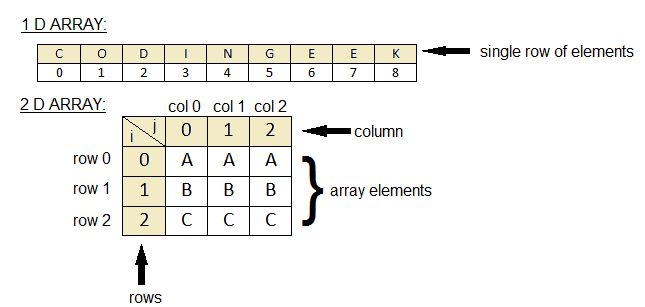 1 D ARRAY:
C O D I N G E E K
single row of elements
0 1 2 3 4 5 6 7 8
2 D ARRAY:
col 0 col 1 col 2
i j 0 1 2
column
row 0 0 A A A
row 1 1 B B B
array elements
row 2 2 C C C
rows